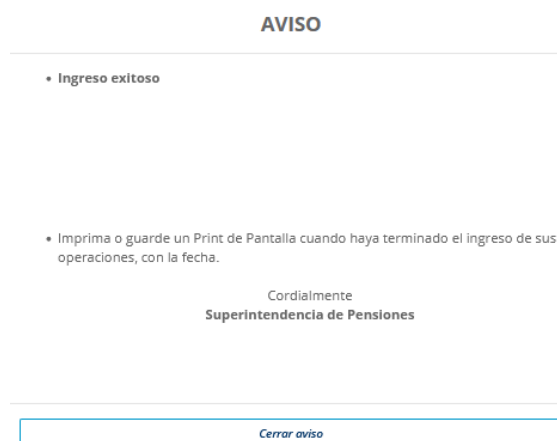 AVISO
• Ingreso exitoso
• Imprima o guarde un Print de Pantalla cuando haya terminado el ingreso de sus
operaciones, con la fecha.
Cordialmente
Superintendencia de Pensiones
Cerrar aviso